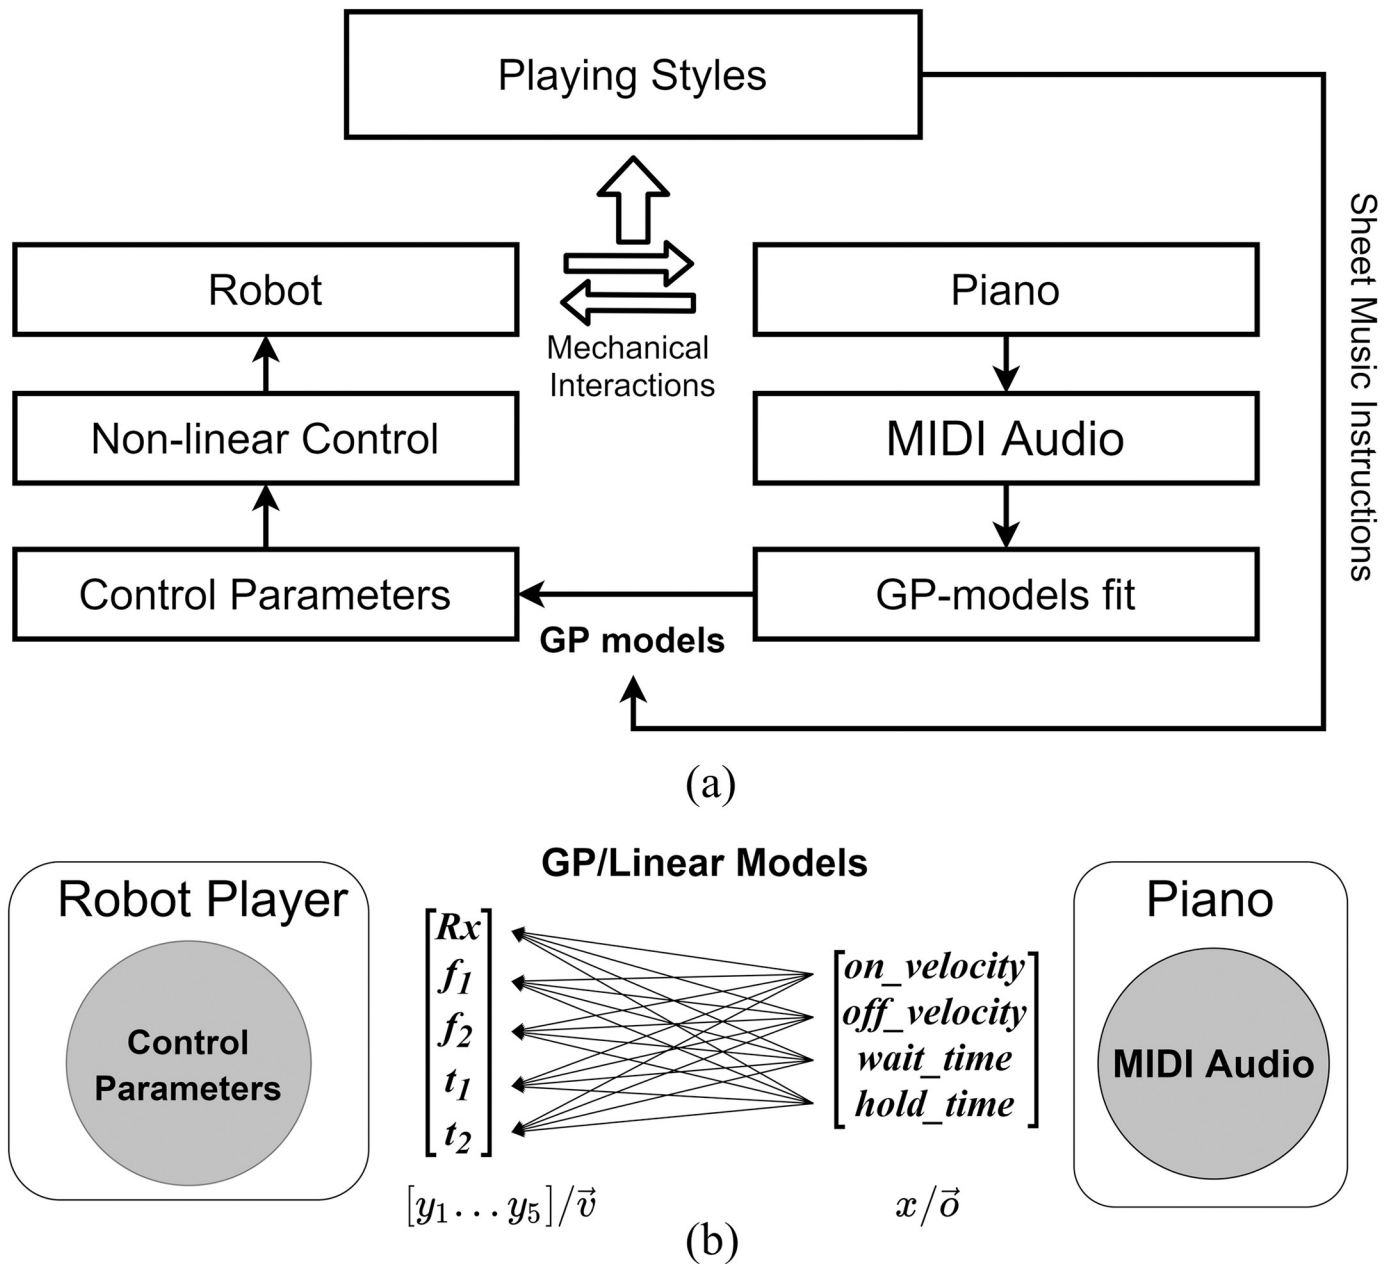 Playing Styles
Robot
Piano
Mechanical
Interactions
Non-linear Control
MIDI Audio
Control Parameters
GP-models fit
GP models
Sheet Music Instructions
(a)
GP/Linear Models
Robot Player
Control
Parameters
Rx
f1
f2
t1
t2
[y1...y5]/v⃗
on_velocity
off_velocity
wait_time
hold_time
x/o⃗
Piano
MIDI Audio
(b)